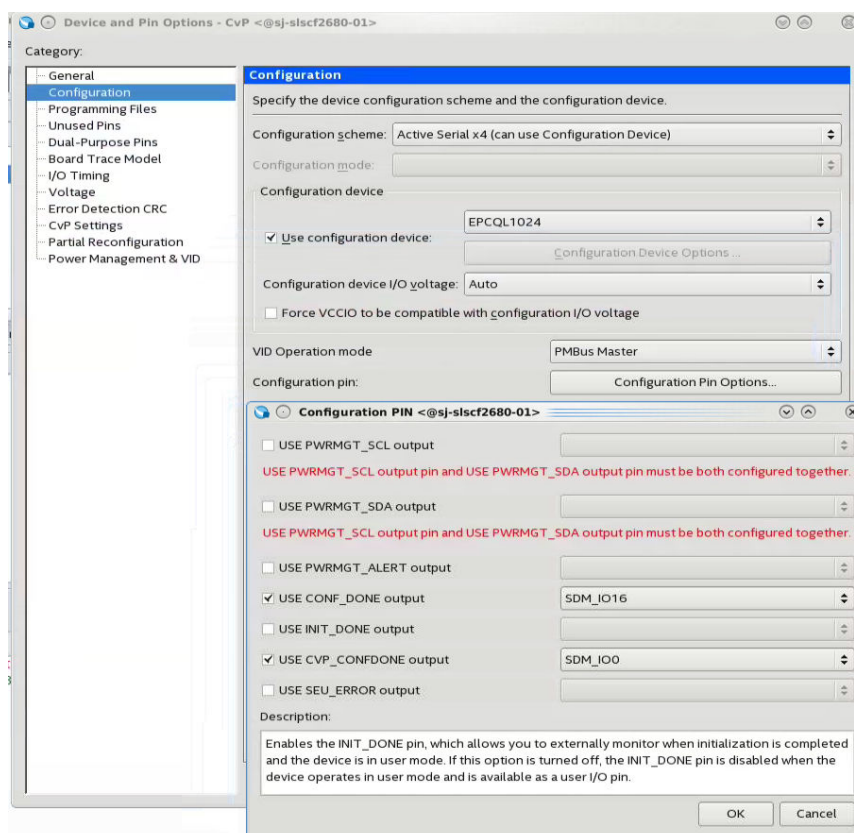 Device and Pin Options - CvP <@sj-slscf2680-01>
Category:
General
Configuration
Programming Files
Unused Pins
Dual-Purpose Pins
Board Trace Model
I/O Timing
Voltage
Error Detection CRC
CvP Settings
Partial Reconfiguration
Power Management & VID
Configuration
Specify the device configuration scheme and the configuration device.
Configuration scheme: Active Serial x4 (can use Configuration Device)
Configuration mode:
Configuration device
EPCQL1024
Use configuration device:
Configuration Device Options ...
Configuration device I/O voltage: Auto
Force VCCIO to be compatible with configuration I/O voltage
VID Operation mode PMBus Master
Configuration pin: Configuration Pin Options...
Configuration PIN <@sj-slscf2680-01>
USE PWRMGT_SCL output
USE PWRMGT_SCL output pin and USE PWRMGT_SDA output pin must be both configured together.
USE PWRMGT_SDA output
USE PWRMGT_SCL output pin and USE PWRMGT_SDA output pin must be both configured together.
USE PWRMGT_ALERT output
USE CONF_DONE output SDM_IO16
USE INIT_DONE output
USE CVP_CONFDONE output SDM_IO0
USE SEU_ERROR output
Description:
Enables the INIT_DONE pin, which allows you to externally monitor when initialization is completed
and the device is in user mode. If this option is turned off, the INIT_DONE pin is disabled when the
device operates in user mode and is available as a user I/O pin.
OK Cancel